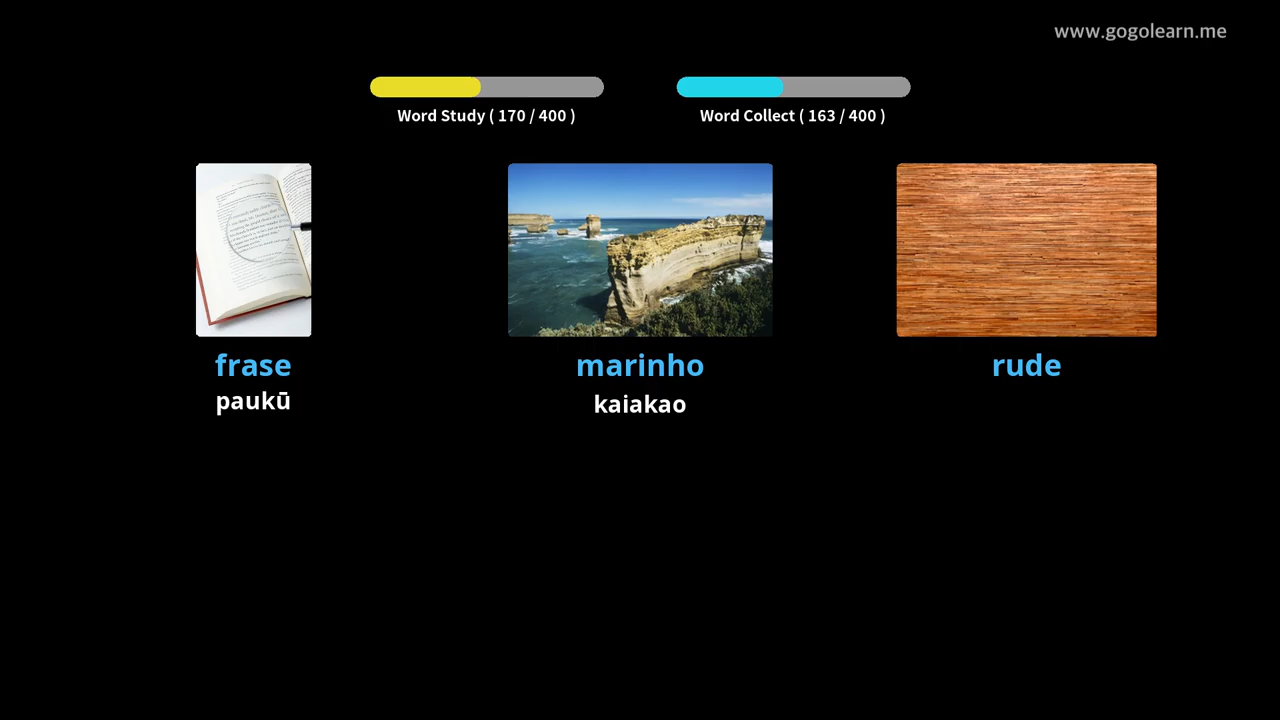 www.gogolearn.me
Word Study ( 170 / 400 )
Word Collect ( 163 / 400 )
frase
paukū
marinho
kaiakao
rude